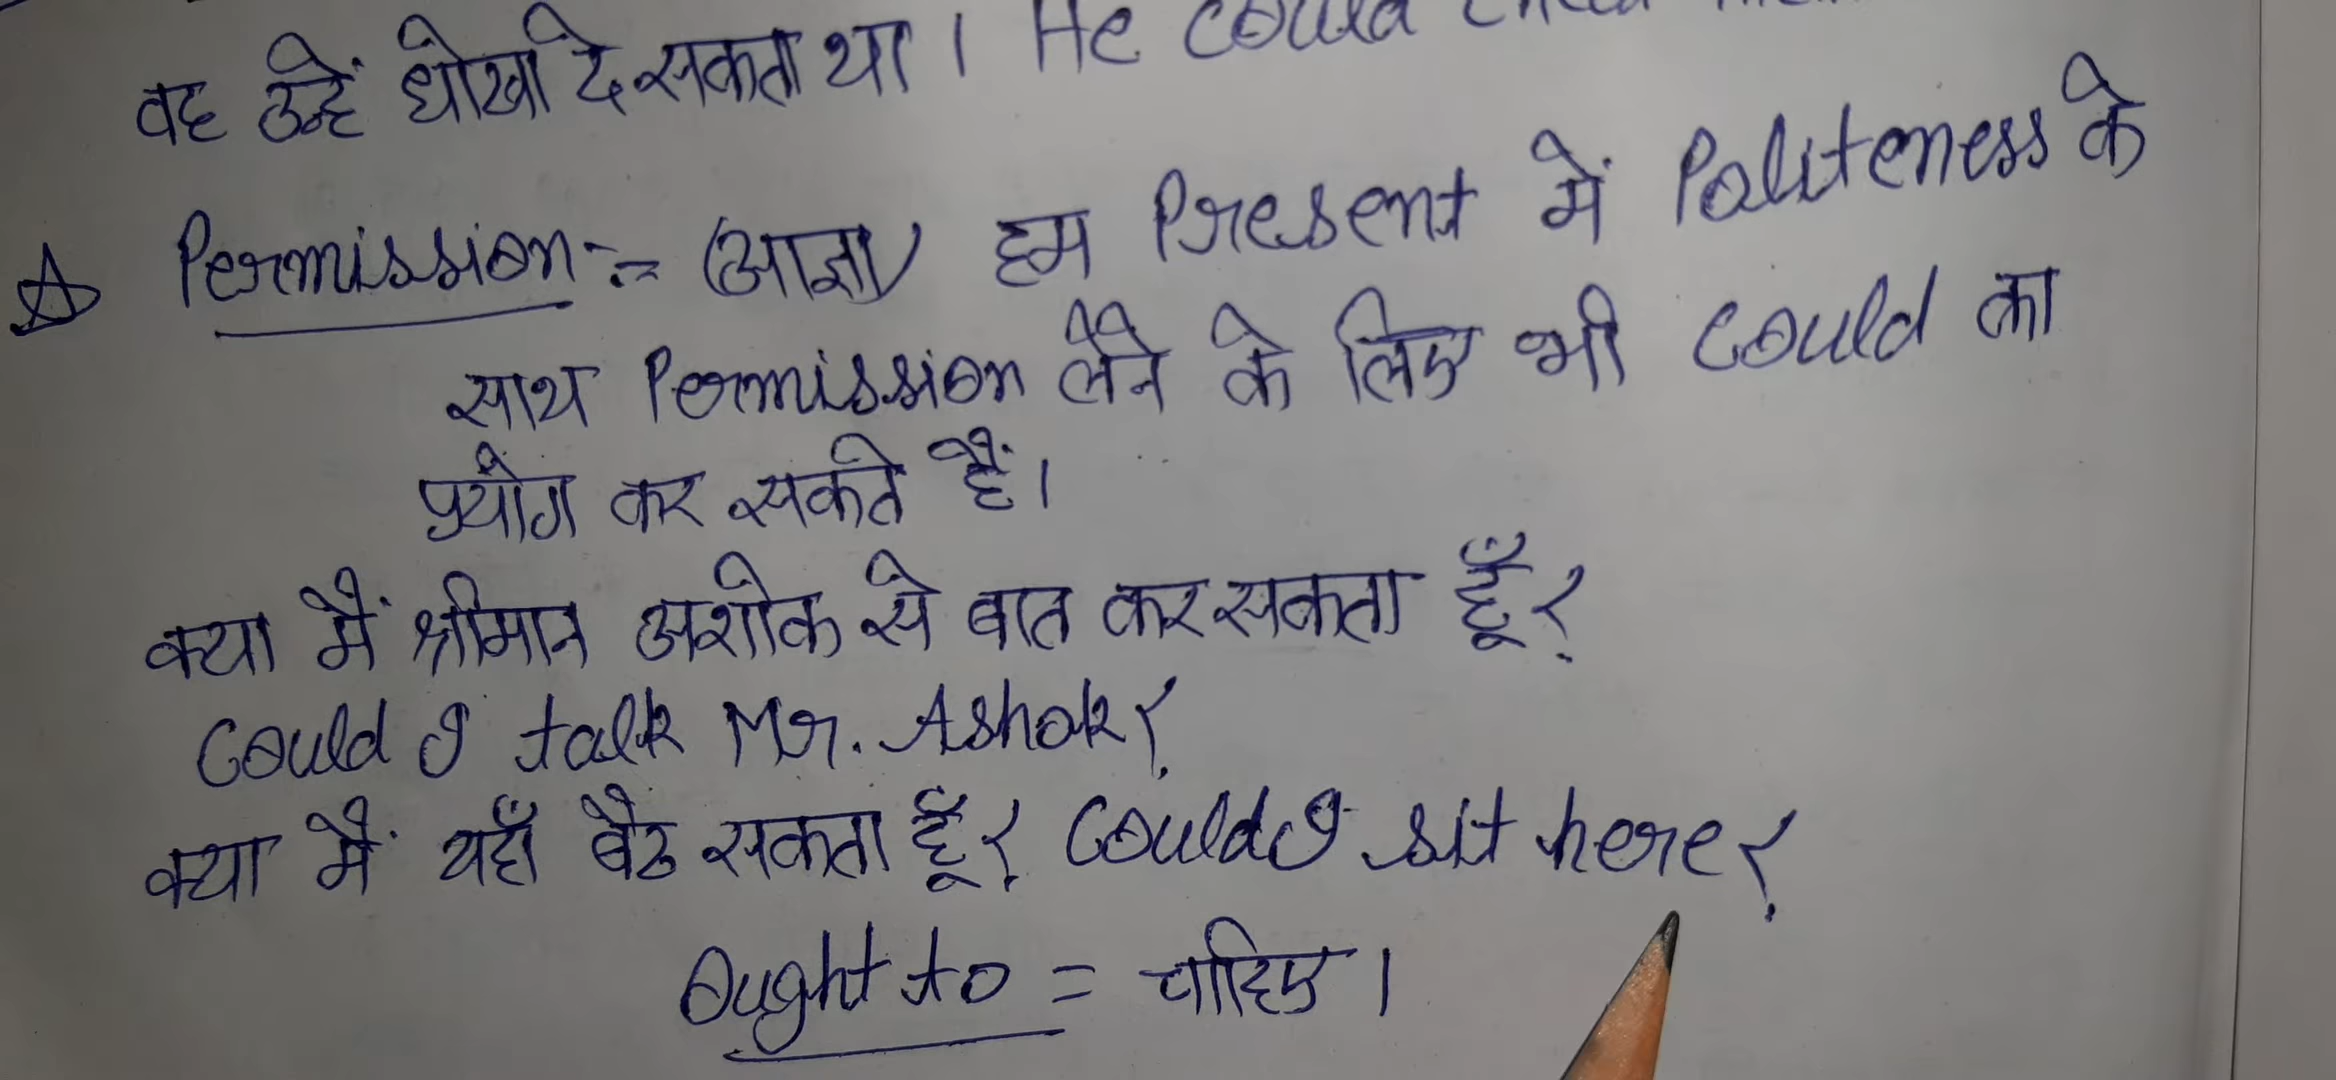 वह उन्हें धोखा दे सकता था । He could
☆ Permission :- (आज्ञा) हम Present में Politeness के
साथ Permission लेने के लिए भी could का
प्रयोग कर सकते हैं।
क्या मैं श्रीमान अशोक से बात कर सकता हूँ?
Could I talk Mr. Ashok?
क्या मैं यहाँ बैठ सकता हूँ? Could I sit here?
Ought to = चाहिए ।